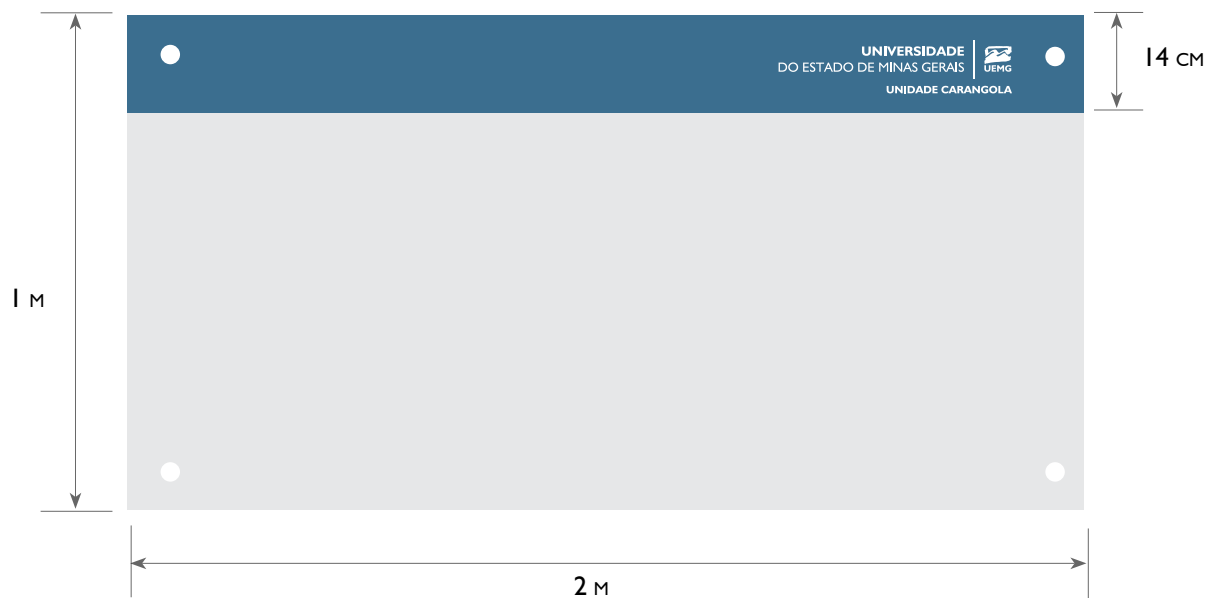 UNIVERSIDADE
DO ESTADO DE MINAS GERAIS
UEMG
UNIDADE CARANGOLA
14 CM
1 M
2 M